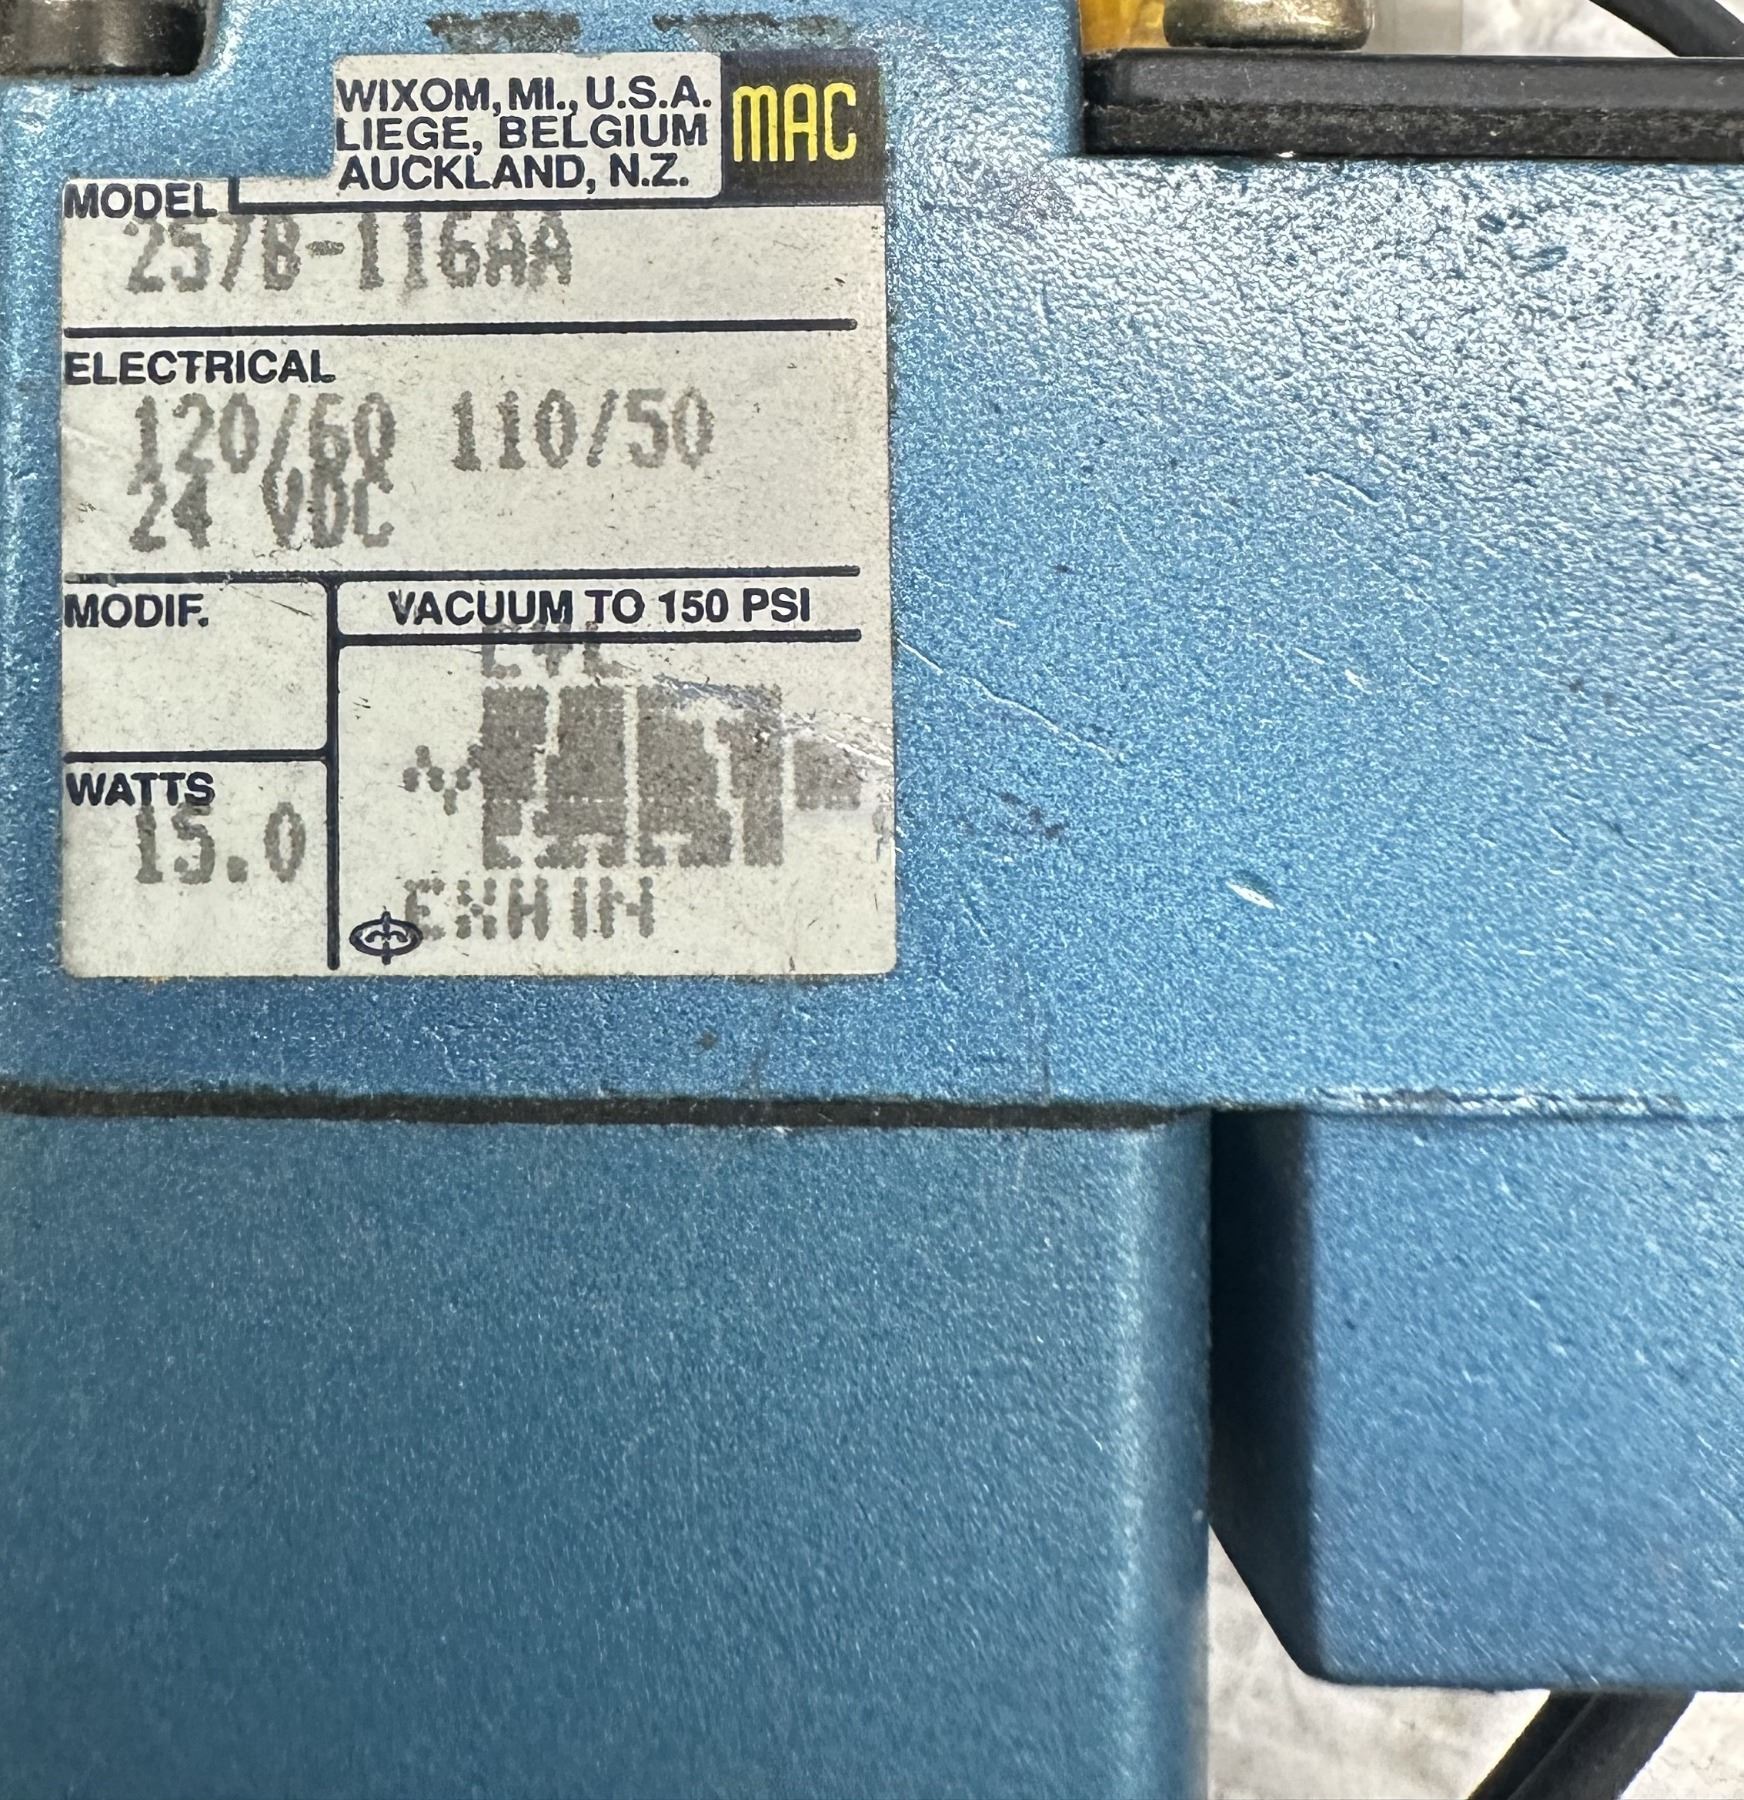 WIXOM, MI., U.S.A.
LIEGE, BELGIUM
AUCKLAND, N.Z.
MAC
MODEL
257B-116AA
ELECTRICAL
120/60 110/50
24 VDC
MODIF.
VACUUM TO 150 PSI
WATTS
15.0
EXH IN